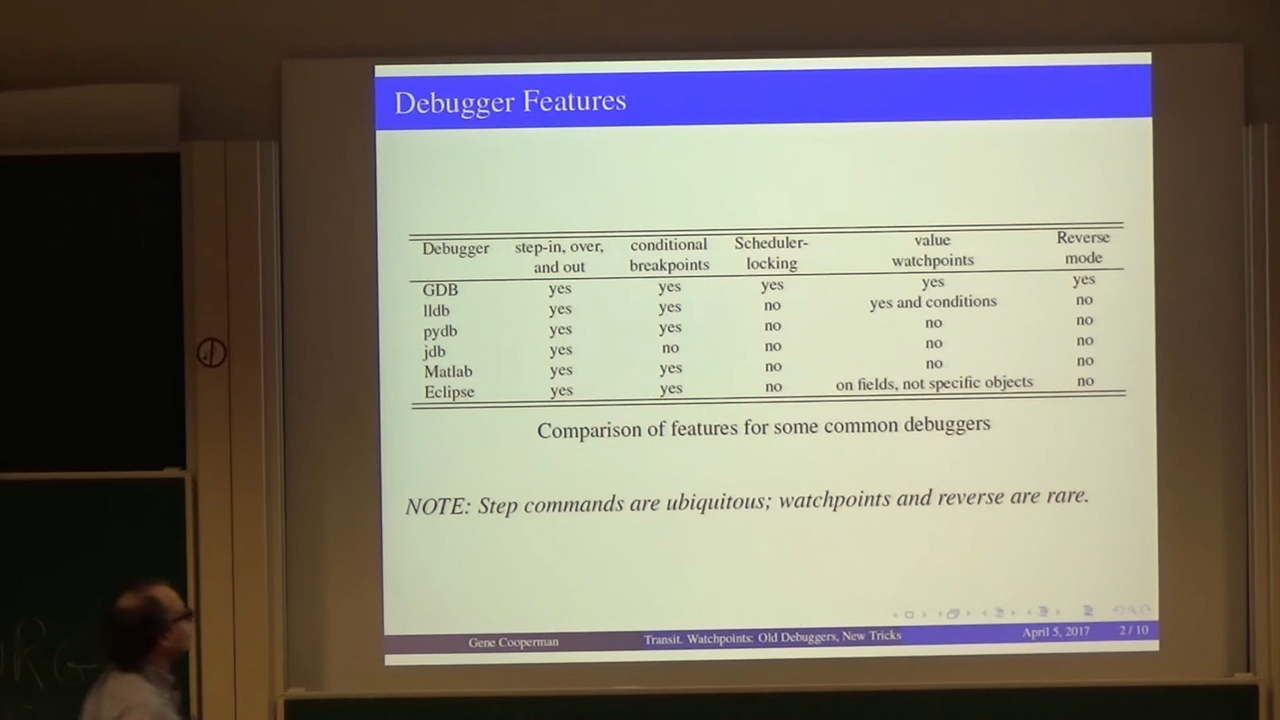 Debugger Features
Debugger step-in, over, conditional Scheduler- value Reverse
and out breakpoints locking watchpoints mode
GDB yes yes yes yes yes
lldb yes yes no yes and conditions no
pydb yes yes no no no
jdb yes no no no no
Matlab yes yes no no no
Eclipse yes yes no on fields, not specific objects no
Comparison of features for some common debuggers
NOTE: Step commands are ubiquitous; watchpoints and reverse are rare.
Gene Cooperman Transit. Watchpoints: Old Debuggers, New Tricks April 5, 2017 2 / 10